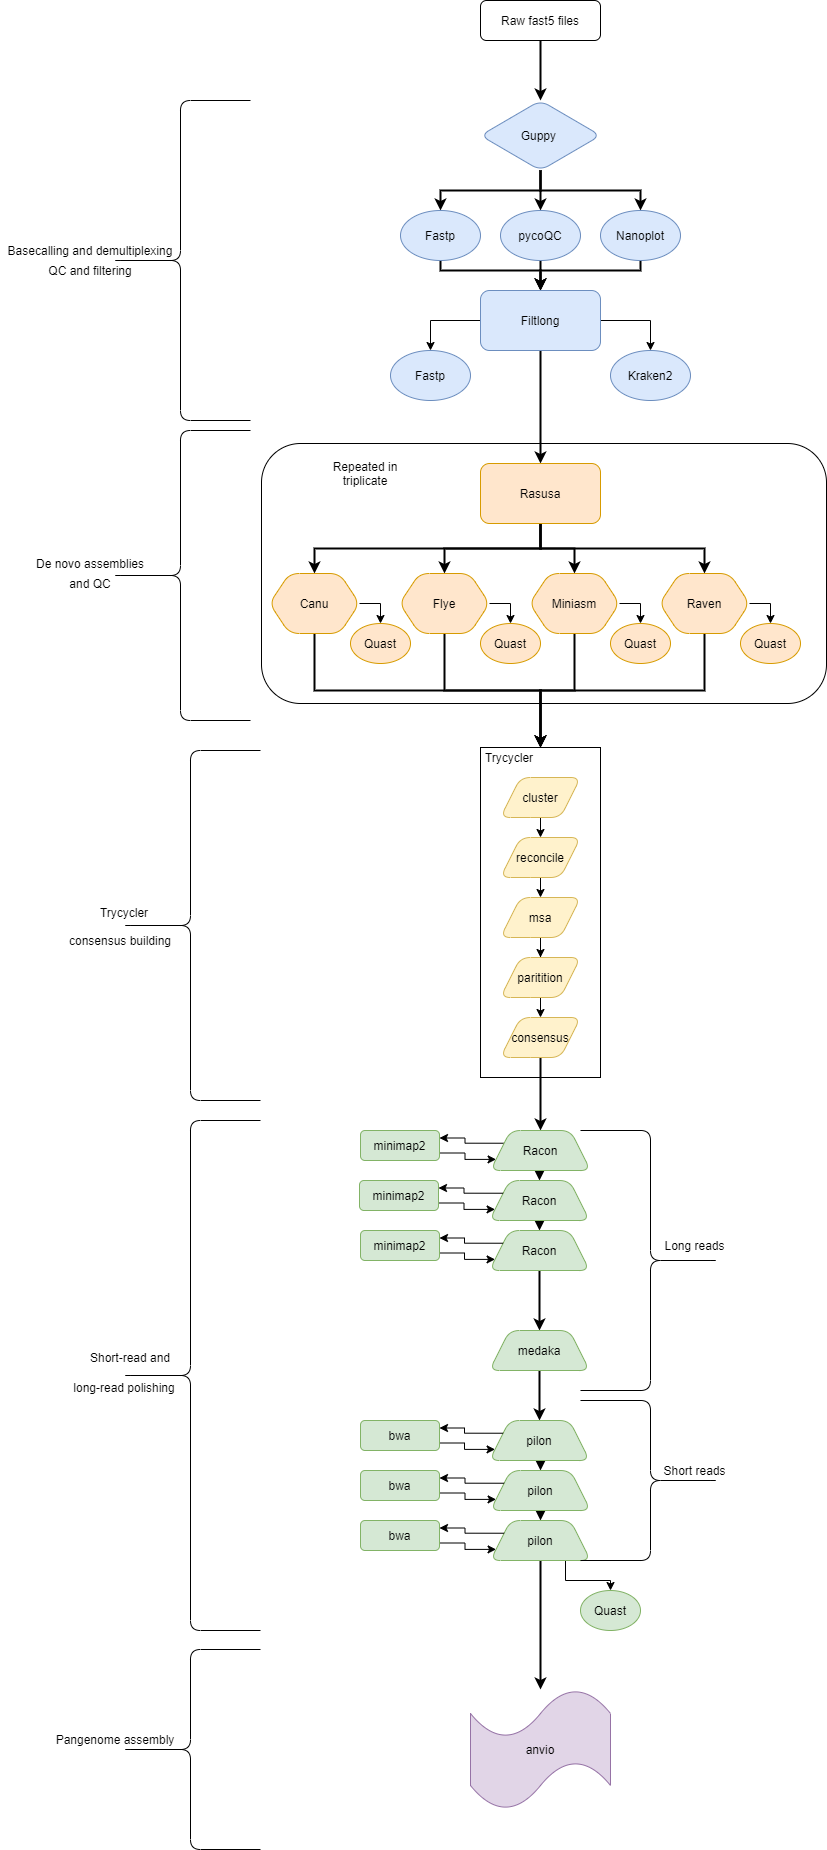 Raw fast5 files
Guppy
Basecalling and demultiplexing
QC and filtering
Fastp
pycoQC
Nanoplot
Filtlong
Fastp
Kraken2
Repeated in
triplicate
Rasusa
De novo assemblies
and QC
Canu
Flye
Miniasm
Raven
Quast
Quast
Quast
Quast
Trycycler
cluster
reconcile
msa
paritition
consensus
Trycycler
consensus building
minimap2
Racon
minimap2
Racon
minimap2
Racon
Long reads
medaka
Short-read and
long-read polishing
bwa
pilon
bwa
pilon
bwa
pilon
Short reads
Quast
Pangenome assembly
anvio